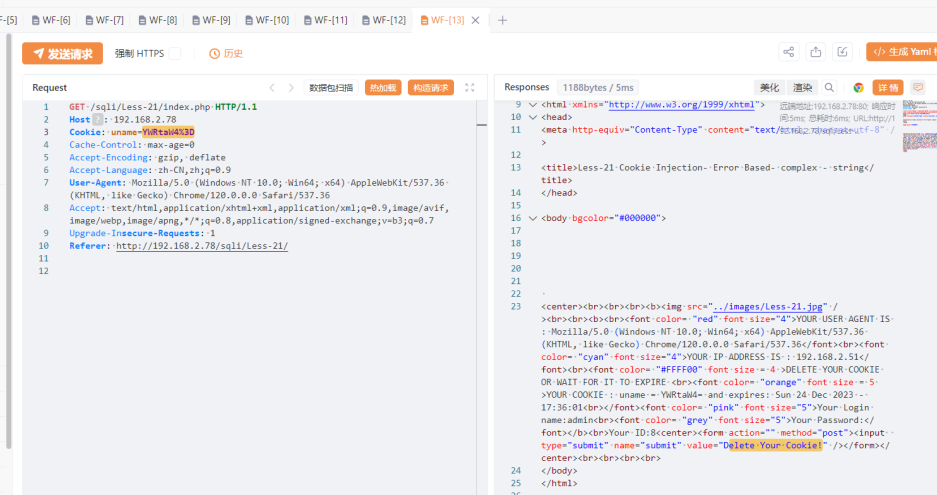 -[5] WF-[6] WF-[7] WF-[8] WF-[9] WF-[10] WF-[11] WF-[12] WF-[13]
发送请求 强制 HTTPS 历史 </> 生成 Yaml
Request 数据包扫描 热加载 构造请求
1 GET /sqli/Less-21/index.php HTTP/1.1
2 Host ? : 192.168.2.78
3 Cookie: uname=YWRtaW4%3D
4 Cache-Control: max-age=0
5 Accept-Encoding: gzip, deflate
6 Accept-Language: zh-CN,zh;q=0.9
7 User-Agent: Mozilla/5.0 (Windows NT 10.0; Win64; x64) AppleWebKit/537.36
(KHTML, like Gecko) Chrome/120.0.0.0 Safari/537.36
8 Accept: text/html,application/xhtml+xml,application/xml;q=0.9,image/avif,
image/webp,image/apng,*/*;q=0.8,application/signed-exchange;v=b3;q=0.7
9 Upgrade-Insecure-Requests: 1
10 Referer: http://192.168.2.78/sqli/Less-21/
11
12
Responses 1188bytes / 5ms 美化 渲染 详情
远端地址:192.168.2.78:80; 响应时
间:5ms; 总耗时:6ms; URL:http://1
9 <html xmlns="http://www.w3.org/1999/xhtml">
10 <head>
11 <meta http-equiv="Content-Type" content="text/html; charset=utf-8" /
>
12
13 <title>Less-21 Cookie Injection- Error Based- complex - string</
title>
14 </head>
15
16 <body bgcolor="#000000">
17
18
19
20
21
22
23 <center><br><br><br><b><img src="../images/Less-21.jpg" /
><br><br><b><br><font color= "red" font size="4">YOUR USER AGENT IS
: Mozilla/5.0 (Windows NT 10.0; Win64; x64) AppleWebKit/537.36
(KHTML, like Gecko) Chrome/120.0.0.0 Safari/537.36</font><br><font
color= "cyan" font size="4">YOUR IP ADDRESS IS : 192.168.2.51</
font><br><font color= "#FFFF00" font size = 4 >DELETE YOUR COOKIE
OR WAIT FOR IT TO EXPIRE <br><font color= "orange" font size = 5
>YOUR COOKIE : uname = YWRtaW4= and expires: Sun 24 Dec 2023 -
17:36:01<br></font><font color= "pink" font size="5">Your Login
name:admin<br><font color= "grey" font size="5">Your Password:</
font></b><br>Your ID:8<center><form action="" method="post"><input
type="submit" name="submit" value="Delete Your Cookie!" /></form></
center><br><br><br><br>
24 </body>
25 </html>